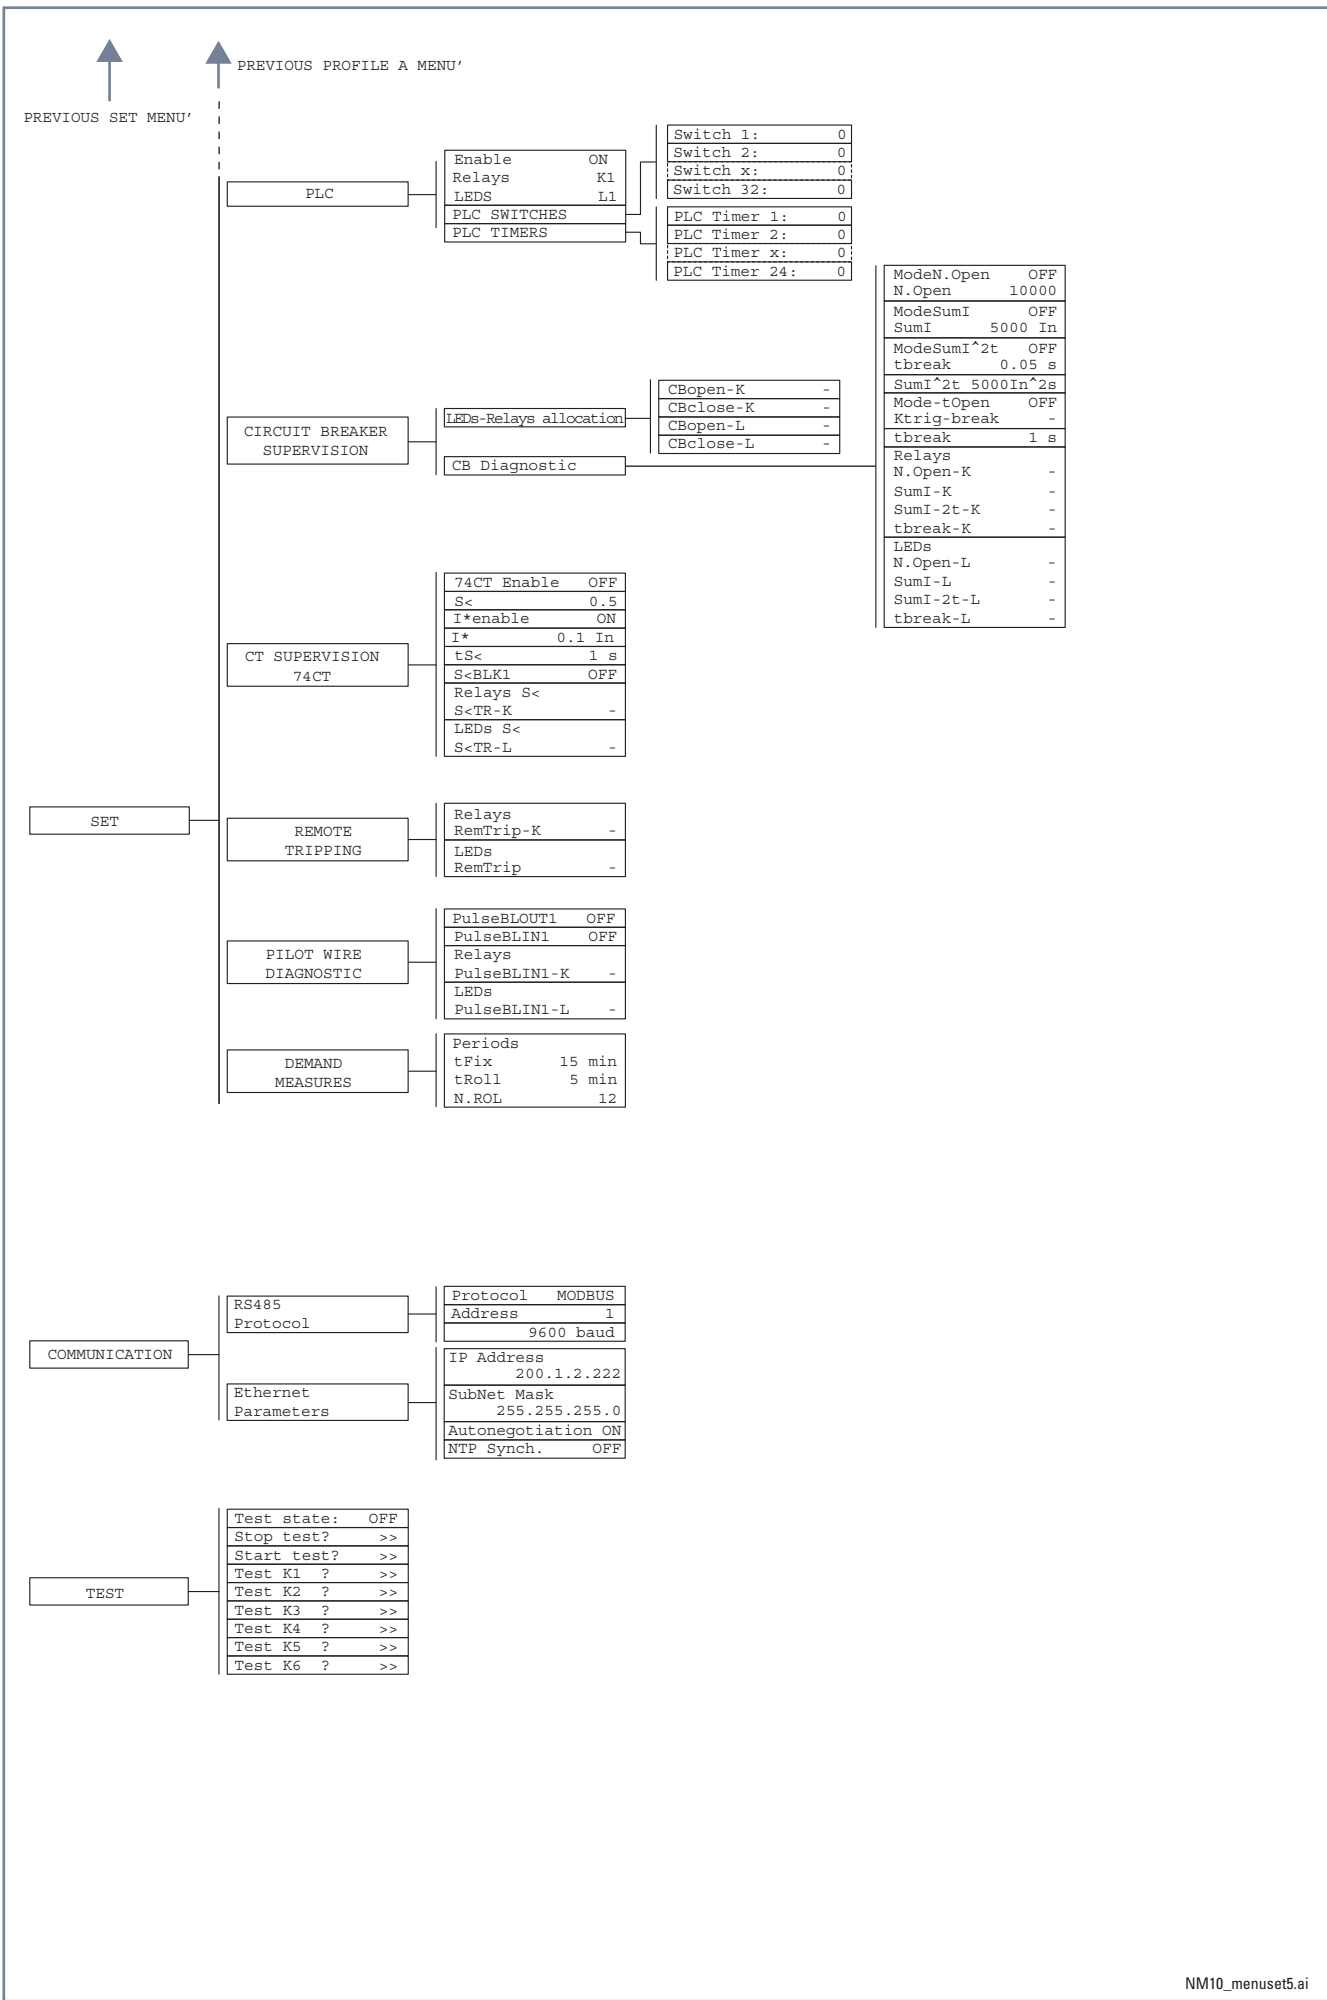 PREVIOUS PROFILE A MENU’
PREVIOUS SET MENU’
PLC
Enable ON
Relays K1
LEDS L1
PLC SWITCHES
PLC TIMERS
Switch 1: 0
Switch 2: 0
Switch x: 0
Switch 32: 0
PLC Timer 1: 0
PLC Timer 2: 0
PLC Timer x: 0
PLC Timer 24: 0
CIRCUIT BREAKER
SUPERVISION
LEDs-Relays allocation
CB Diagnostic
CBopen-K -
CBclose-K -
CBopen-L -
CBclose-L -
ModeN.Open OFF
N.Open 10000
ModeSumI OFF
SumI 5000 In
ModeSumI^2t OFF
tbreak 0.05 s
SumI^2t 5000In^2s
Mode-tOpen OFF
Ktrig-break -
tbreak 1 s
Relays
N.Open-K -
SumI-K -
SumI-2t-K -
tbreak-K -
LEDs
N.Open-L -
SumI-L -
SumI-2t-L -
tbreak-L -
CT SUPERVISION
74CT
74CT Enable OFF
S< 0.5
I*enable ON
I* 0.1 In
tS< 1 s
S<BLK1 OFF
Relays S<
S<TR-K -
LEDs S<
S<TR-L -
SET
REMOTE
TRIPPING
Relays
RemTrip-K -
LEDs
RemTrip -
PILOT WIRE
DIAGNOSTIC
PulseBLOUT1 OFF
PulseBLIN1 OFF
Relays
PulseBLIN1-K -
LEDs
PulseBLIN1-L -
DEMAND
MEASURES
Periods
tFix 15 min
tRoll 5 min
N.ROL 12
COMMUNICATION
RS485
Protocol
Protocol MODBUS
Address 1
9600 baud
Ethernet
Parameters
IP Address
200.1.2.222
SubNet Mask
255.255.255.0
Autonegotiation ON
NTP Synch. OFF
TEST
Test state: OFF
Stop test? >>
Start test? >>
Test K1 ? >>
Test K2 ? >>
Test K3 ? >>
Test K4 ? >>
Test K5 ? >>
Test K6 ? >>
NM10_menuset5.ai